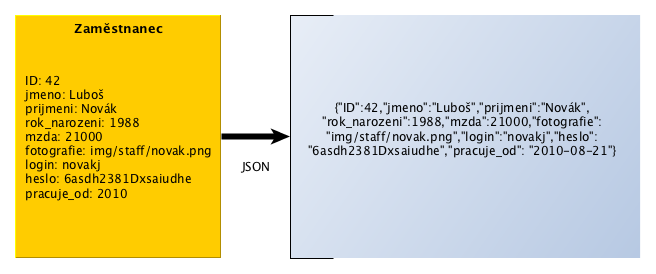 Zaměstnanec
ID: 42
jmeno: Luboš
prijmeni: Novák
rok_narozeni: 1988
mzda: 21000
fotografie: img/staff/novak.png
login: novakj
heslo: 6asdh2381Dxsaiudhe
pracuje_od: 2010
JSON
{"ID":42,"jmeno":"Luboš","prijmeni":"Novák",
"rok_narozeni":1988,"mzda":21000,"fotografie":
"img/staff/novak.png","login":"novakj","heslo":
"6asdh2381Dxsaiudhe","pracuje_od": "2010-08-21"}